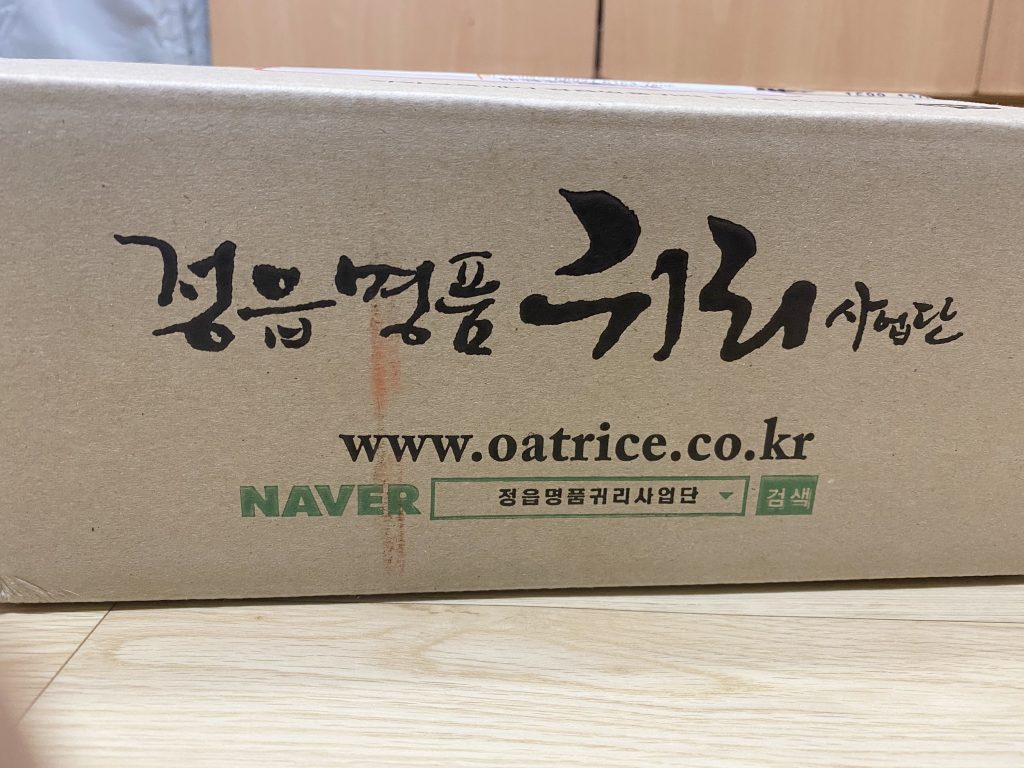 정읍 명품 귀리 사업단
www.oatrice.co.kr
NAVER 정읍명품귀리사업단 검색